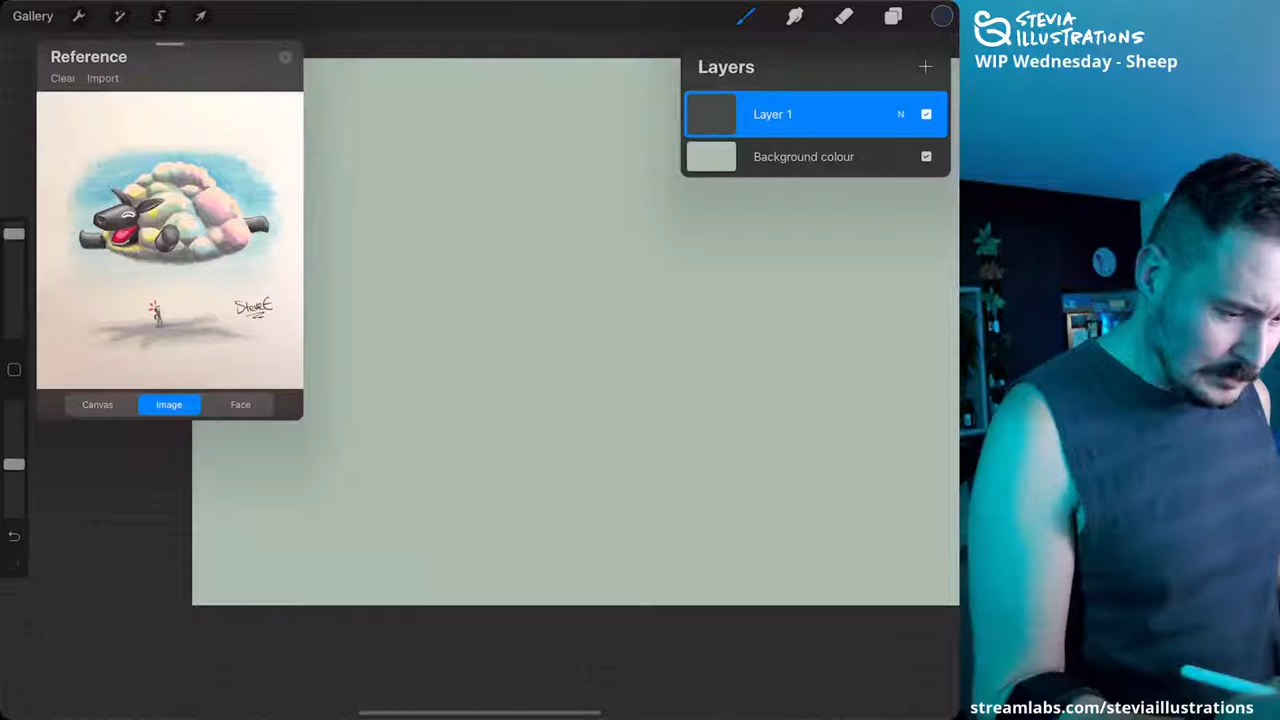 Gallery
Reference
Clear Import
SteveE
Canvas Image Face
Layers
Layer 1 N
Background colour
STEVIA
ILLUSTRATIONS
WIP Wednesday - Sheep
streamlabs.com/steviaillustrations